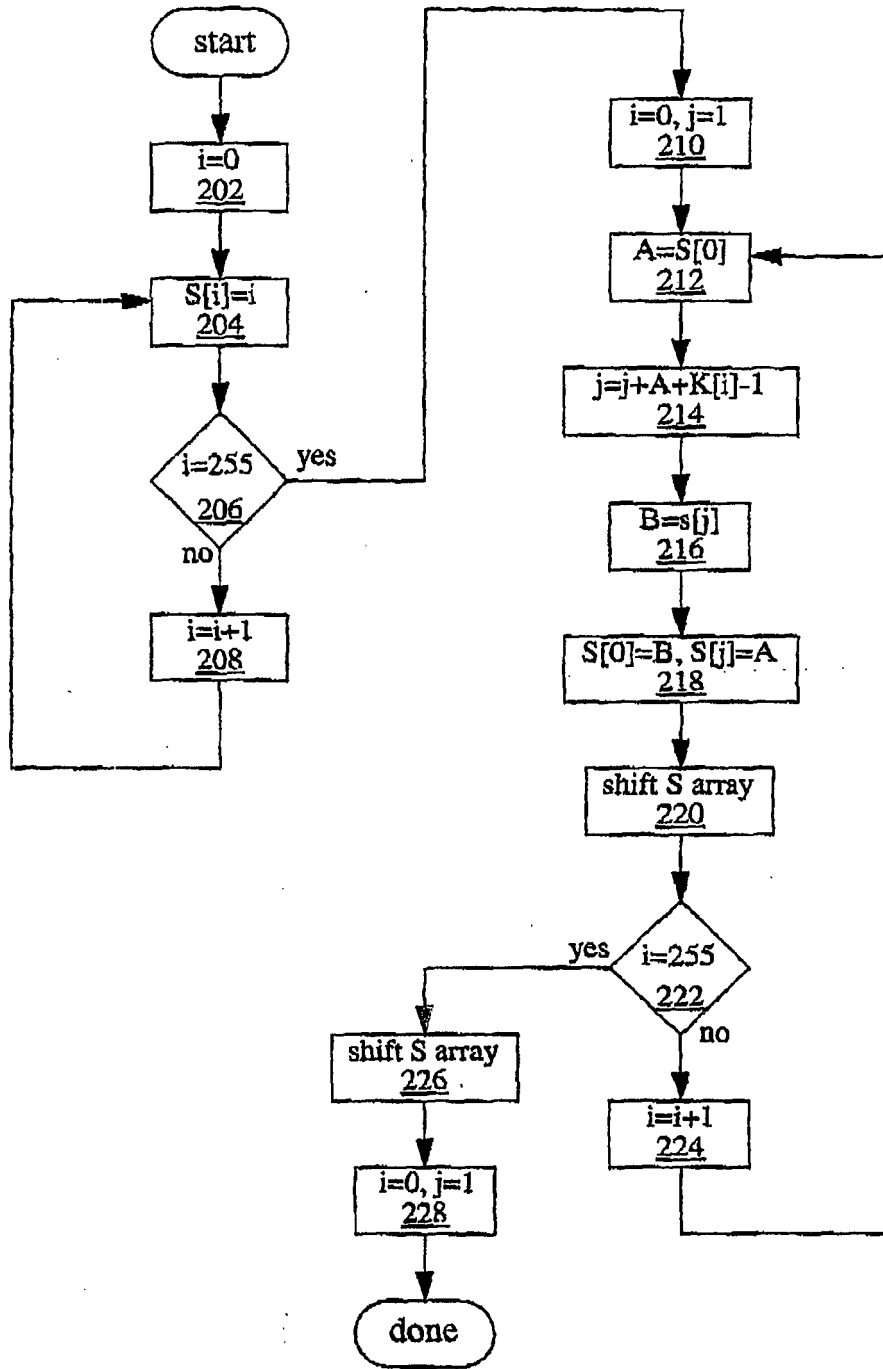 start
i=0
202
S[i]=i
204
i=255
206
yes
no
i=i+1
208
i=0, j=1
210
A=S[0]
212
j=j+A+K[i]-1
214
B=s[j]
216
S[0]=B, S[j]=A
218
shift S array
220
i=255
222
yes
no
i=i+1
224
shift S array
226
i=0, j=1
228
done